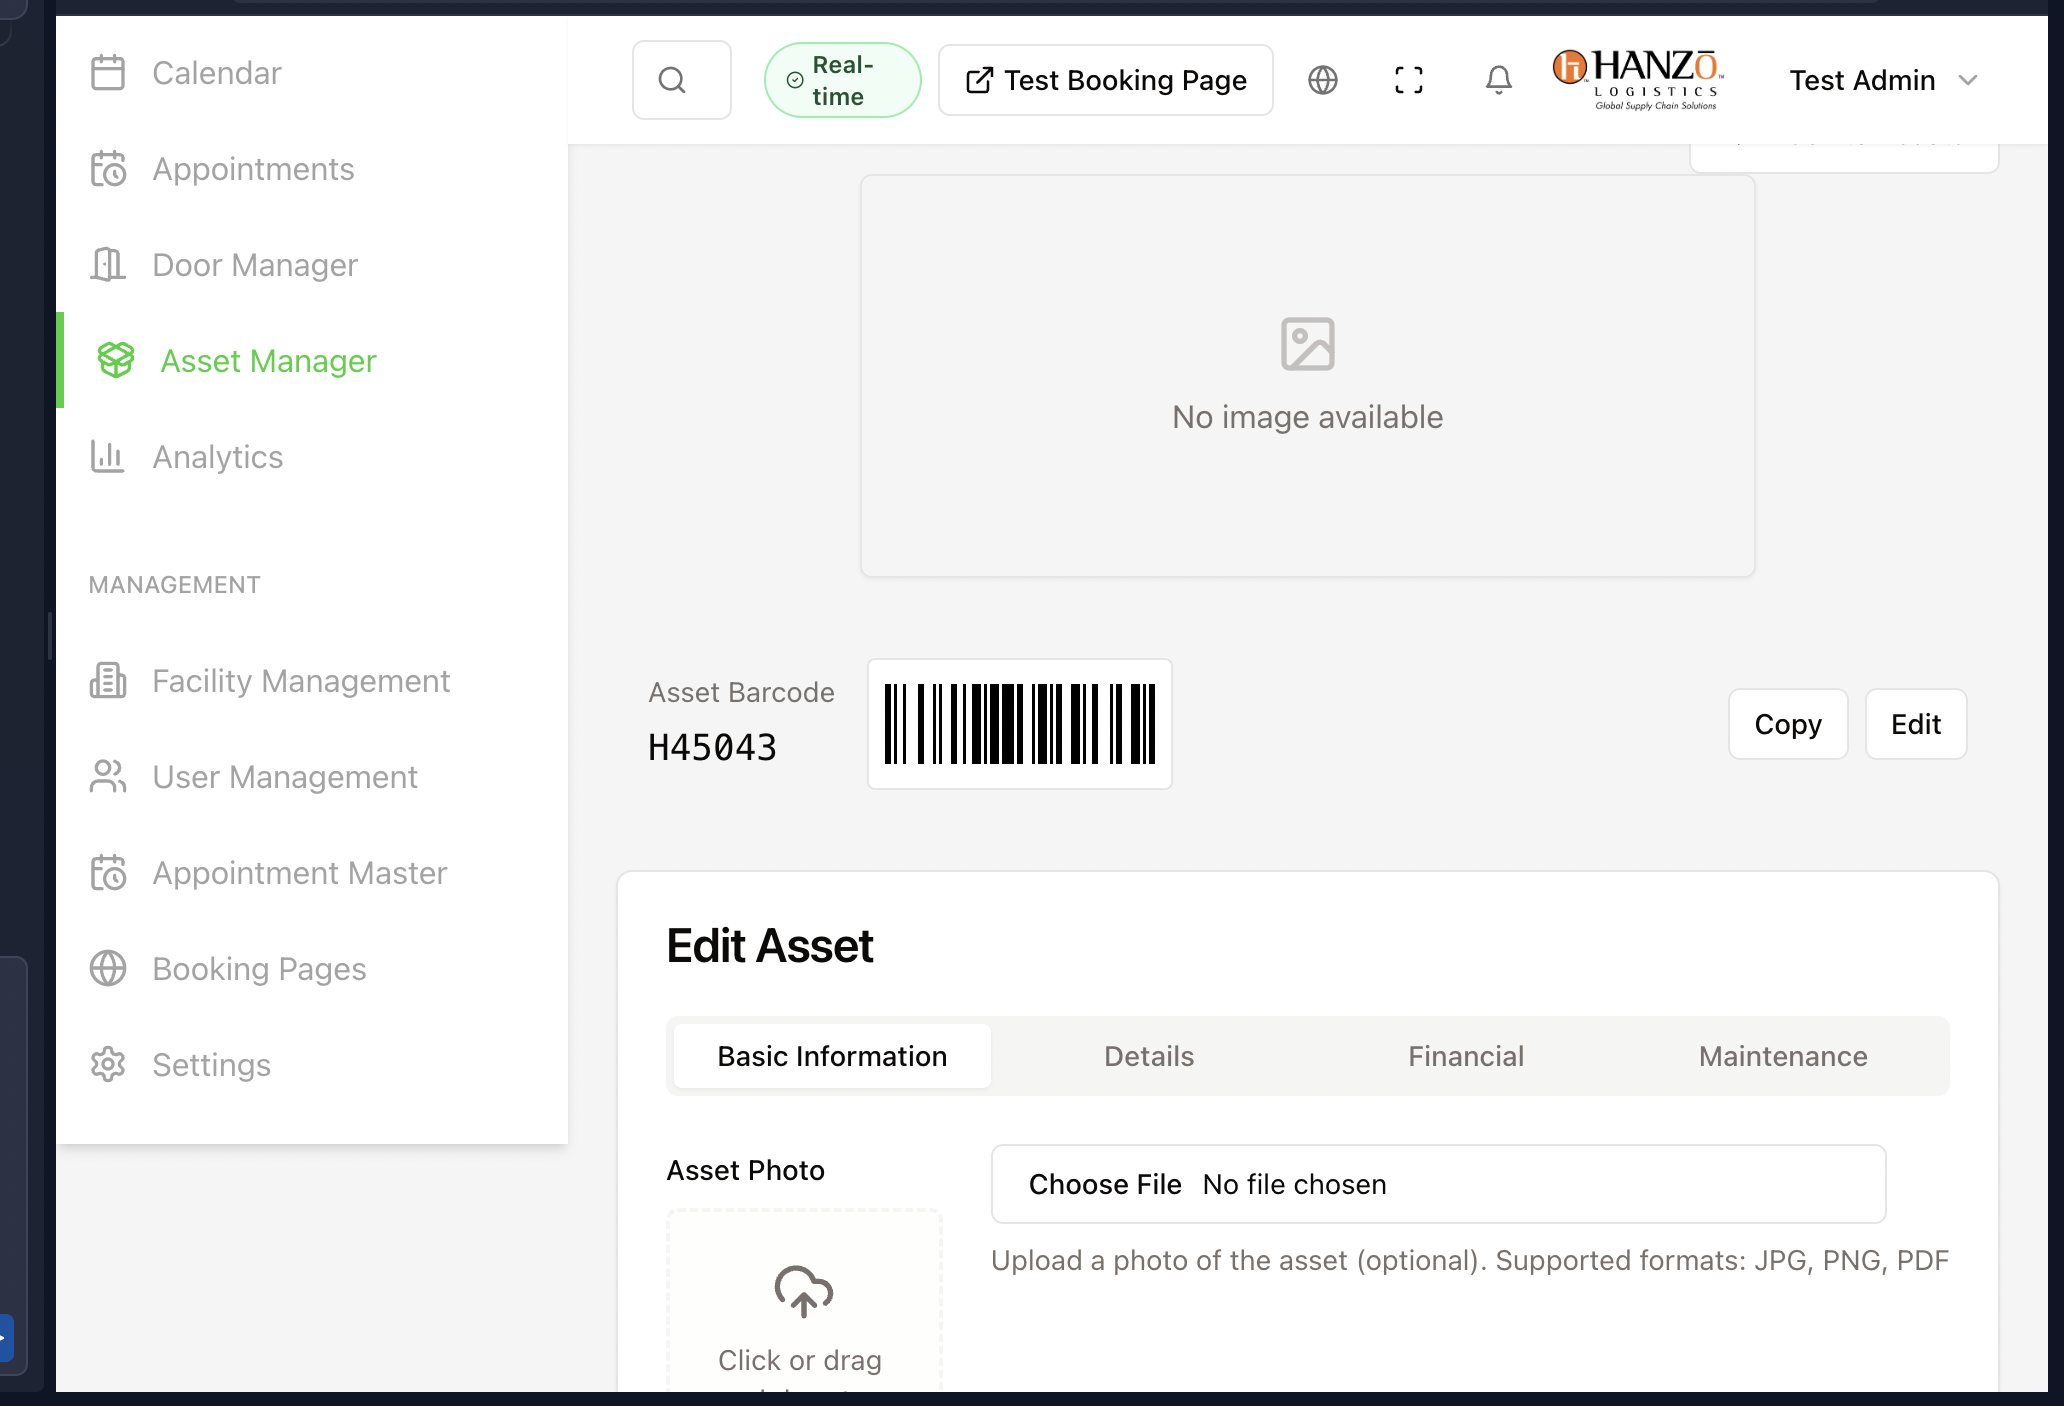 Calendar
Appointments
Door Manager
Asset Manager
Analytics
MANAGEMENT
Facility Management
User Management
Appointment Master
Booking Pages
Settings
Real-
time
Test Booking Page
HANZŌ
LOGISTICS
Global Supply Chain Solutions
Test Admin
No image available
Asset Barcode
H45043
Copy
Edit
Edit Asset
Basic Information
Details
Financial
Maintenance
Asset Photo
Choose File No file chosen
Upload a photo of the asset (optional). Supported formats: JPG, PNG, PDF
Click or drag